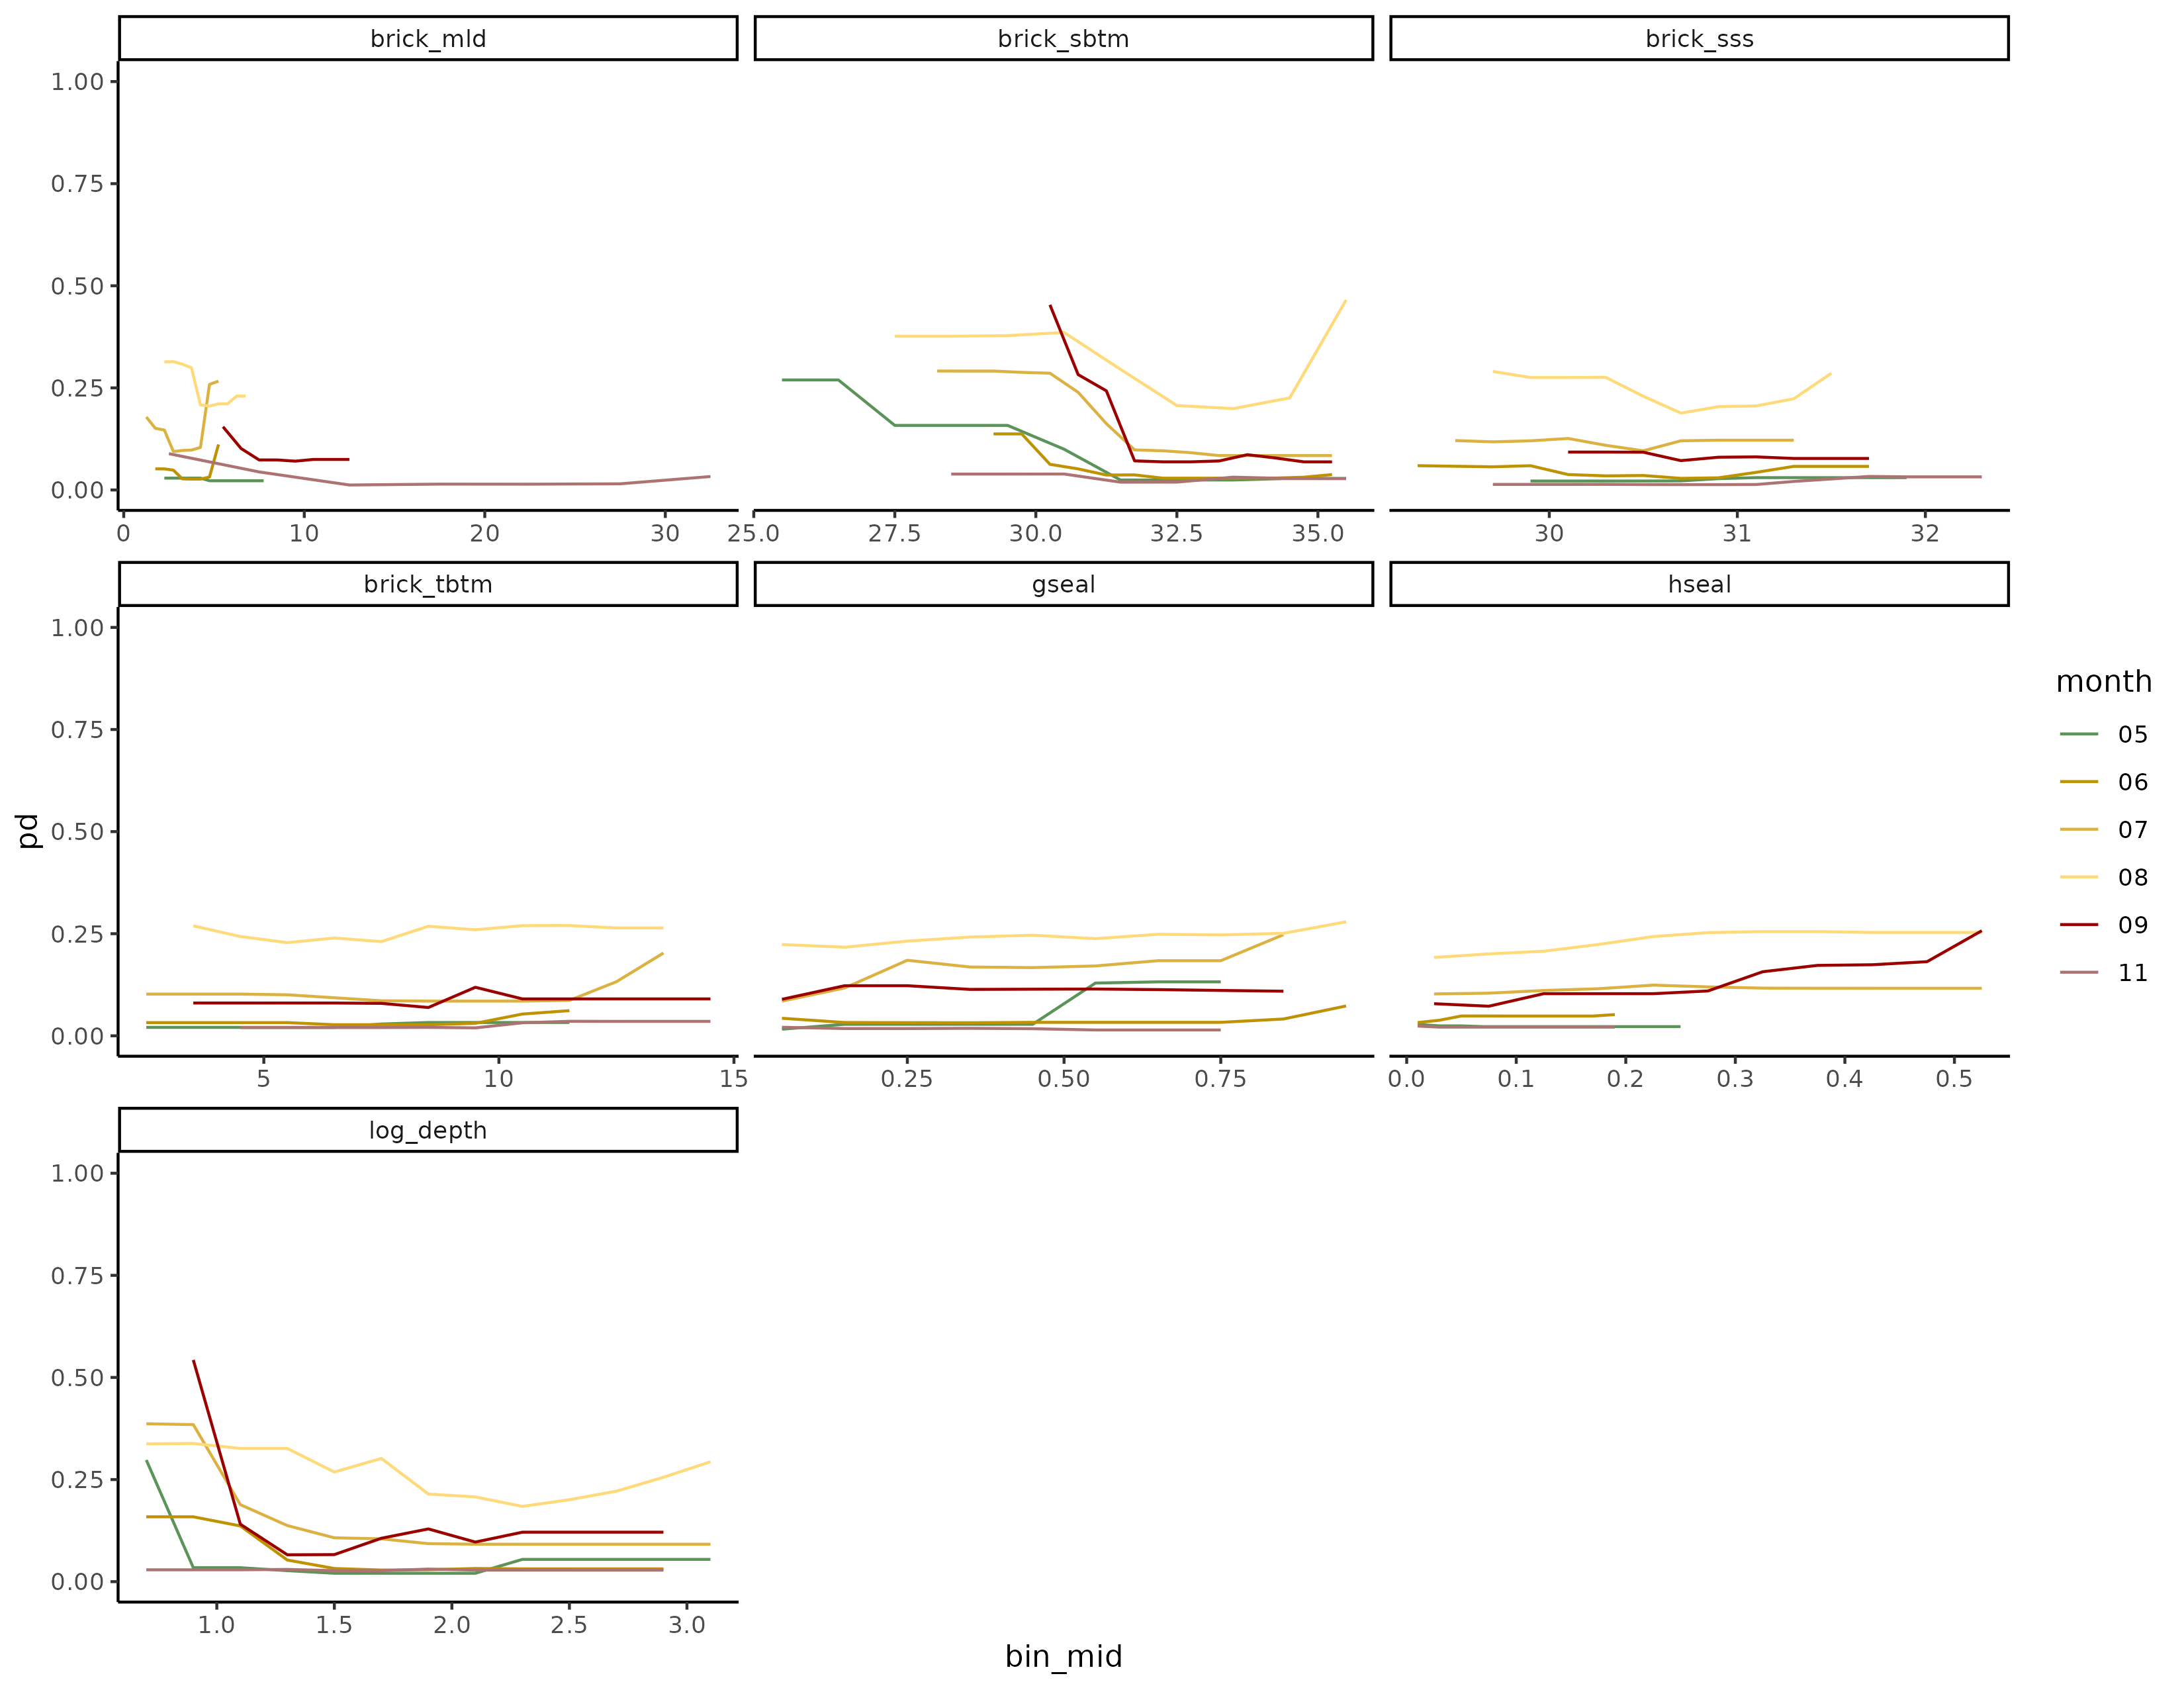 brick_mld brick_sbtm brick_sss
1.00
0.75
0.50
0.25
0.00
0 10 20 30 25.0 27.5 30.0 32.5 35.0 30 31 32
brick_tbtm gseal hseal
1.00
0.75
0.50
0.25
0.00
5 10 15 0.25 0.50 0.75 0.0 0.1 0.2 0.3 0.4 0.5
log_depth
1.00
0.75
0.50
0.25
0.00
1.0 1.5 2.0 2.5 3.0
pd
bin_mid
month
05
06
07
08
09
11